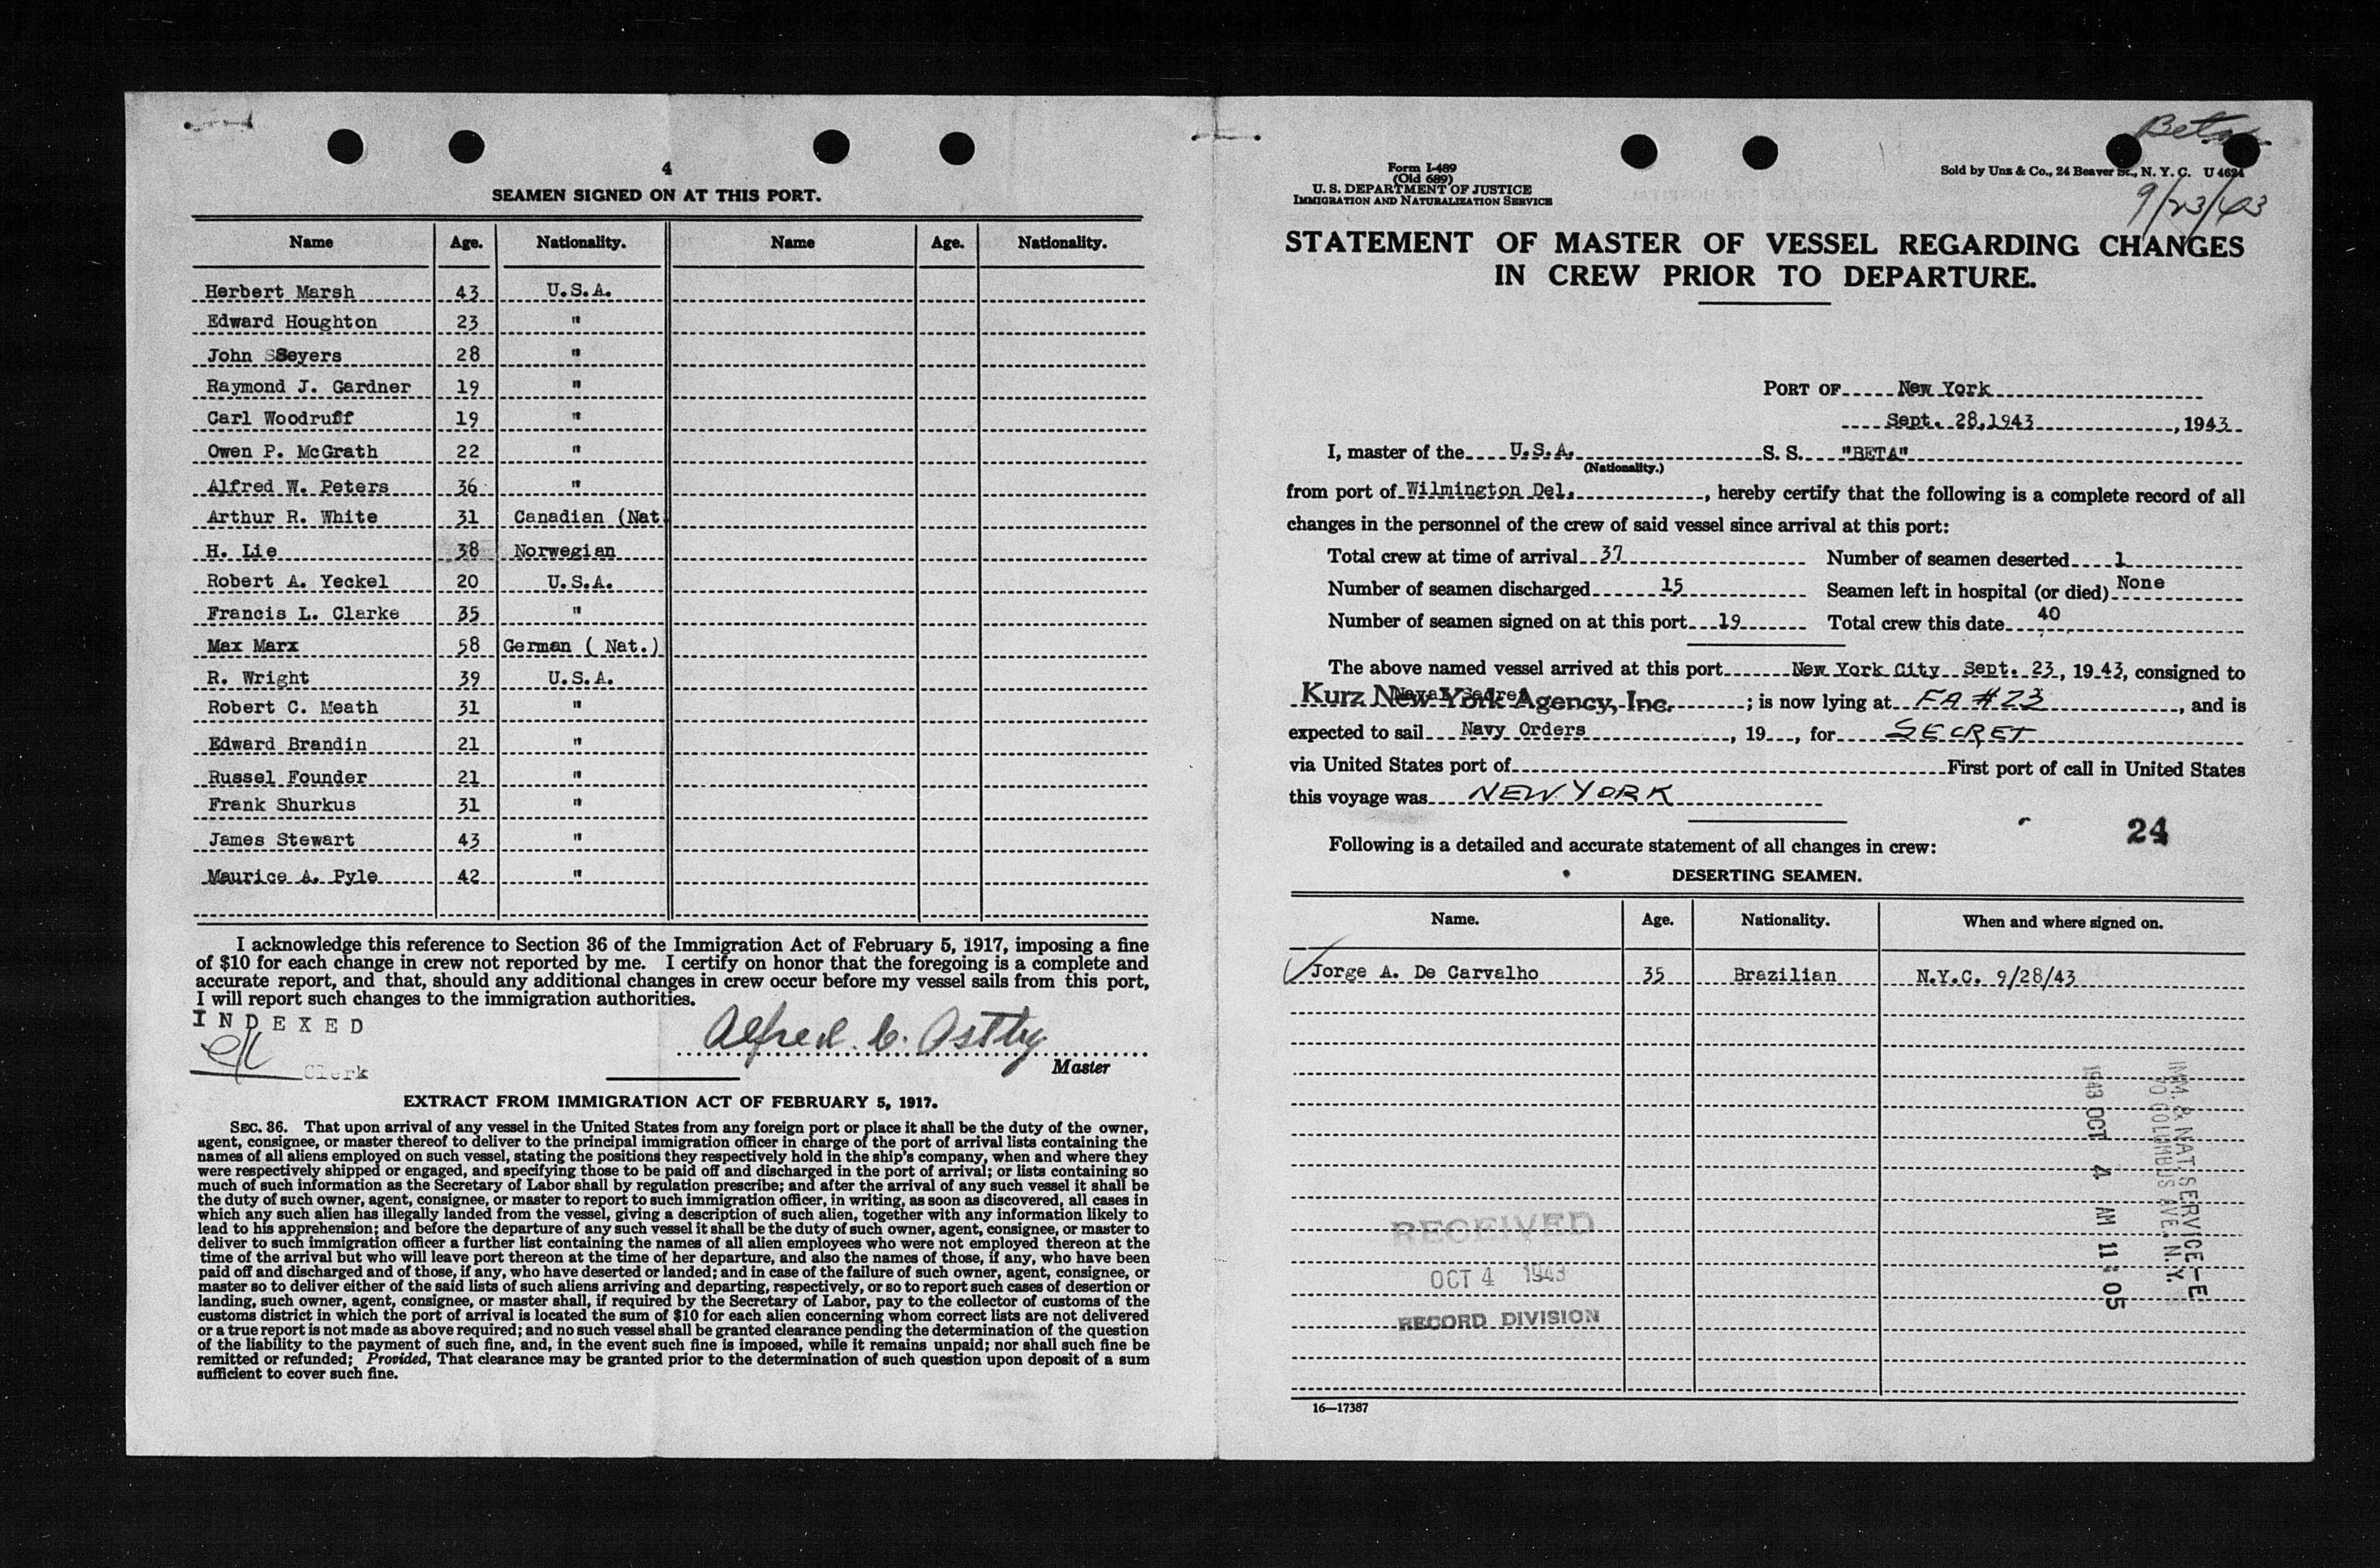 4
SEAMEN SIGNED ON AT THIS PORT.
Name Age. Nationality. Name Age. Nationality.
Herbert Marsh 43 U.S.A.
Edward Houghton 23 "
John SSeyers 28 "
Raymond J. Gardner 19 "
Carl Woodruff 19 "
Owen P. McGrath 22 "
Alfred W. Peters 36 "
Arthur R. White 31 Canadian (Nat.
H. Lie 38 Norwegian
Robert A. Yeckel 20 U.S.A.
Francis L. Clarke 35 "
Max Marx 58 German ( Nat.)
R. Wright 39 U.S.A.
Robert C. Meath 31 "
Edward Brandin 21 "
Russel Founder 21 "
Frank Shurkus 31 "
James Stewart 43 "
Maurice A. Pyle 42 "
I acknowledge this reference to Section 36 of the Immigration Act of February 5, 1917, imposing a fine
of $10 for each change in crew not reported by me. I certify on honor that the foregoing is a complete and
accurate report, and that, should any additional changes in crew occur before my vessel sails from this port,
I will report such changes to the immigration authorities.
INDEXED
Clerk
Alfred C. Ostby
Master
EXTRACT FROM IMMIGRATION ACT OF FEBRUARY 5, 1917.
SEC. 36. That upon arrival of any vessel in the United States from any foreign port or place it shall be the duty of the owner,
agent, consignee, or master thereof to deliver to the principal immigration officer in charge of the port of arrival lists containing the
names of all aliens employed on such vessel, stating the positions they respectively hold in the ship's company, when and where they
were respectively shipped or engaged, and specifying those to be paid off and discharged in the port of arrival; or lists containing so
much of such information as the Secretary of Labor shall by regulation prescribe; and after the arrival of any such vessel it shall be
the duty of such owner, agent, consignee, or master to report to such immigration officer, in writing, as soon as discovered, all cases in
which any such alien has illegally landed from the vessel, giving a description of such alien, together with any information likely to
lead to his apprehension; and before the departure of any such vessel it shall be the duty of such owner, agent, consignee, or master to
deliver to such immigration officer a further list containing the names of all alien employees who were not employed thereon at the
time of the arrival but who will leave port thereon at the time of her departure, and also the names of those, if any, who have been
paid off and discharged and of those, if any, who have deserted or landed; and in case of the failure of such owner, agent, consignee, or
master so to deliver either of the said lists of such aliens arriving and departing, respectively, or so to report such cases of desertion or
landing, such owner, agent, consignee, or master shall, if required by the Secretary of Labor, pay to the collector of customs of the
customs district in which the port of arrival is located the sum of $10 for each alien concerning whom correct lists are not delivered
or a true report is not made as above required; and no such vessel shall be granted clearance pending the determination of the question
of the liability to the payment of such fine, and, in the event such fine is imposed, while it remains unpaid; nor shall such fine be
remitted or refunded; Provided, That clearance may be granted prior to the determination of such question upon deposit of a sum
sufficient to cover such fine.
Beta
Form I-489
(Old 689)
U. S. DEPARTMENT OF JUSTICE
IMMIGRATION AND NATURALIZATION SERVICE
Sold by Unz & Co., 24 Beaver St., N. Y. C. U 4624
9/23/43
STATEMENT OF MASTER OF VESSEL REGARDING CHANGES
IN CREW PRIOR TO DEPARTURE.
PORT OF New York
Sept. 28,1943, 1943
I, master of the U.S.A. S. S. "BETA"
(Nationality.)
from port of Wilmington Del., hereby certify that the following is a complete record of all
changes in the personnel of the crew of said vessel since arrival at this port:
Total crew at time of arrival 37 Number of seamen deserted 1
Number of seamen discharged 15 Seamen left in hospital (or died) None
Number of seamen signed on at this port 19 Total crew this date 40
The above named vessel arrived at this port New York City Sept. 23, 1943, consigned to
Naval Secret
Kurz New York Agency, Inc. ; is now lying at FA #23, and is
expected to sail Navy Orders, 19, for SECRET
via United States port of First port of call in United States
this voyage was NEW YORK
24
Following is a detailed and accurate statement of all changes in crew:
DESERTING SEAMEN.
Name. Age. Nationality. When and where signed on.
Jorge A. De Carvalho 35 Brazilian N.Y.C. 9/28/43
IMM. & NAT. SERVICE-E
70 COLUMBUS AVE., N.Y.
1943 OCT 4 AM 11:05
RECEIVED
OCT 4 1943
RECORD DIVISION
16—17387